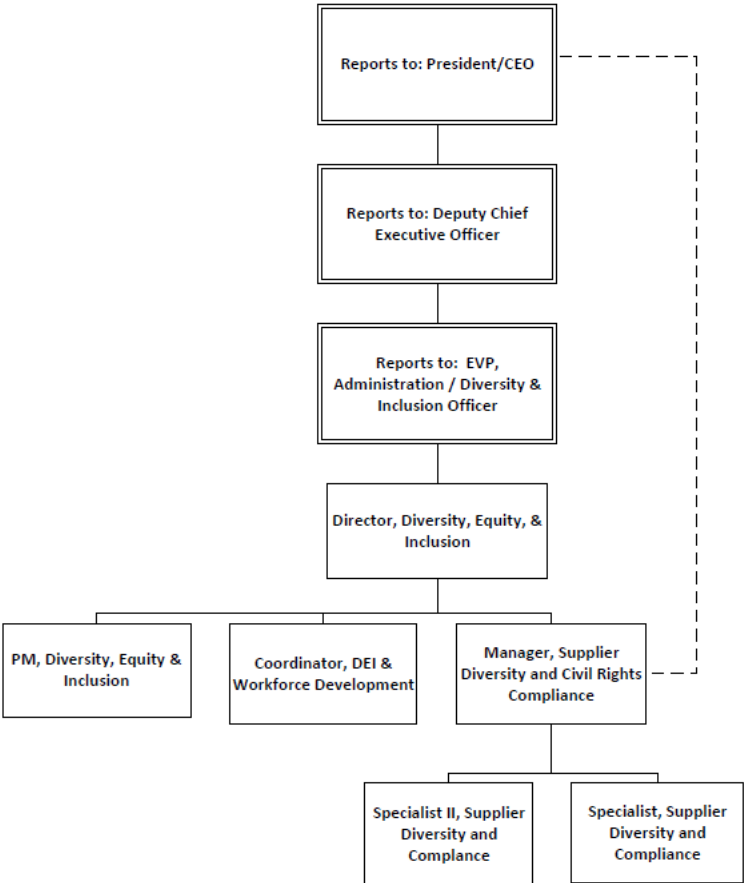 Reports to: President/CEO
Reports to: Deputy Chief
Executive Officer
Reports to:  EVP,
Administration / Diversity &
Inclusion Officer
Director, Diversity, Equity, &
Inclusion
PM, Diversity, Equity &
Inclusion
Coordinator, DEI &
Workforce Development
Manager, Supplier
Diversity and Civil Rights
Compliance
Specialist II, Supplier
Diversity and
Complance
Specialist, Supplier
Diversity and
Compliance